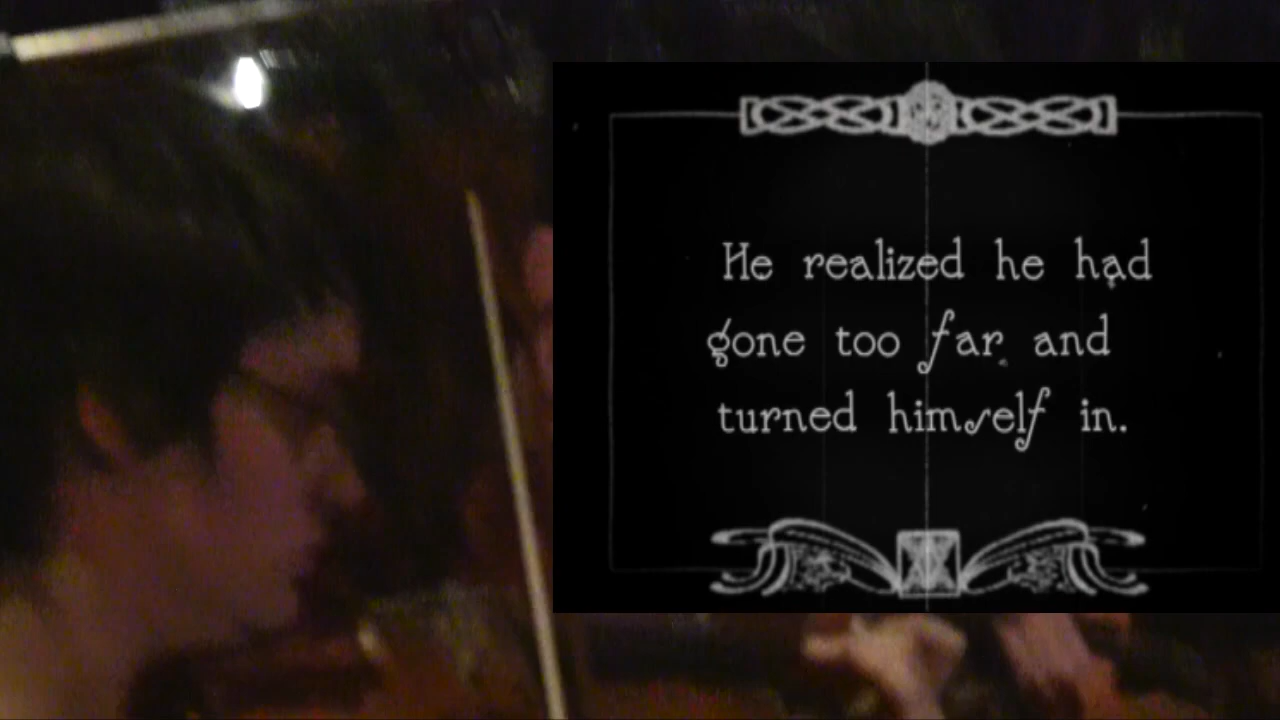 He realized he had
gone too far and
turned himself in.